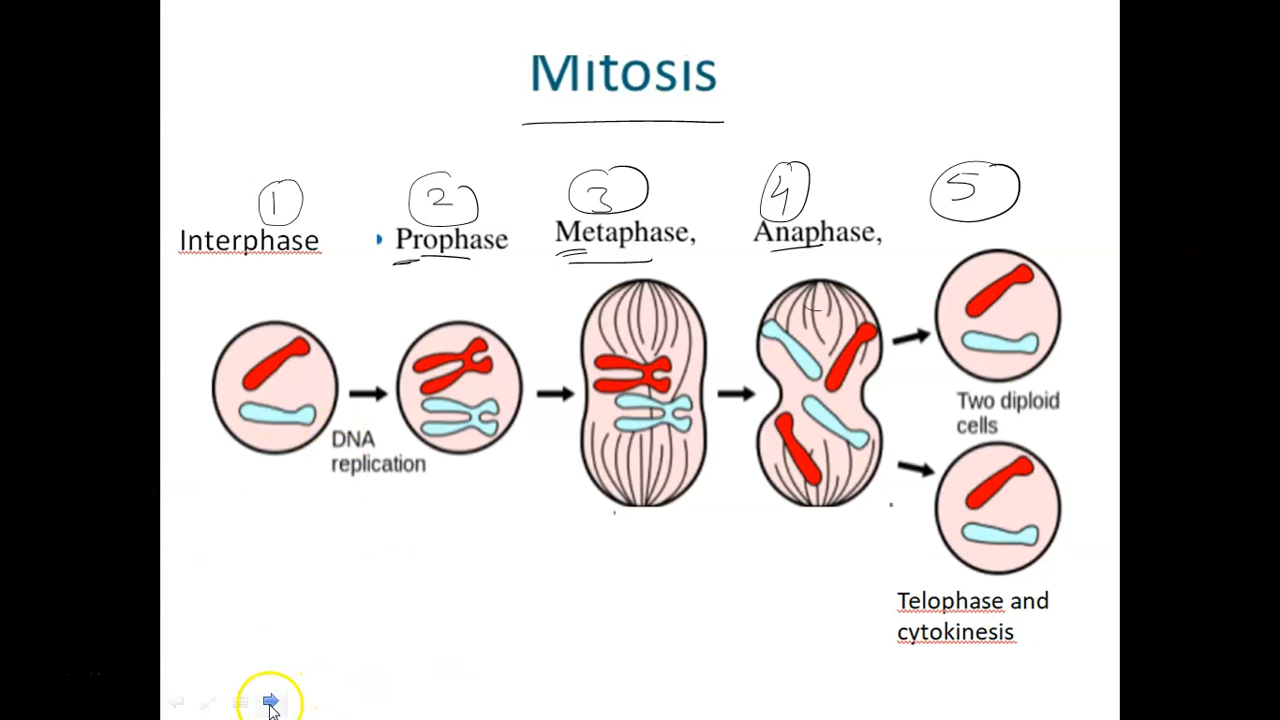 Mitosis
1 2 3 4 5
Interphase Prophase Metaphase, Anaphase,
DNA
replication
Two diploid
cells
Telophase and
cytokinesis